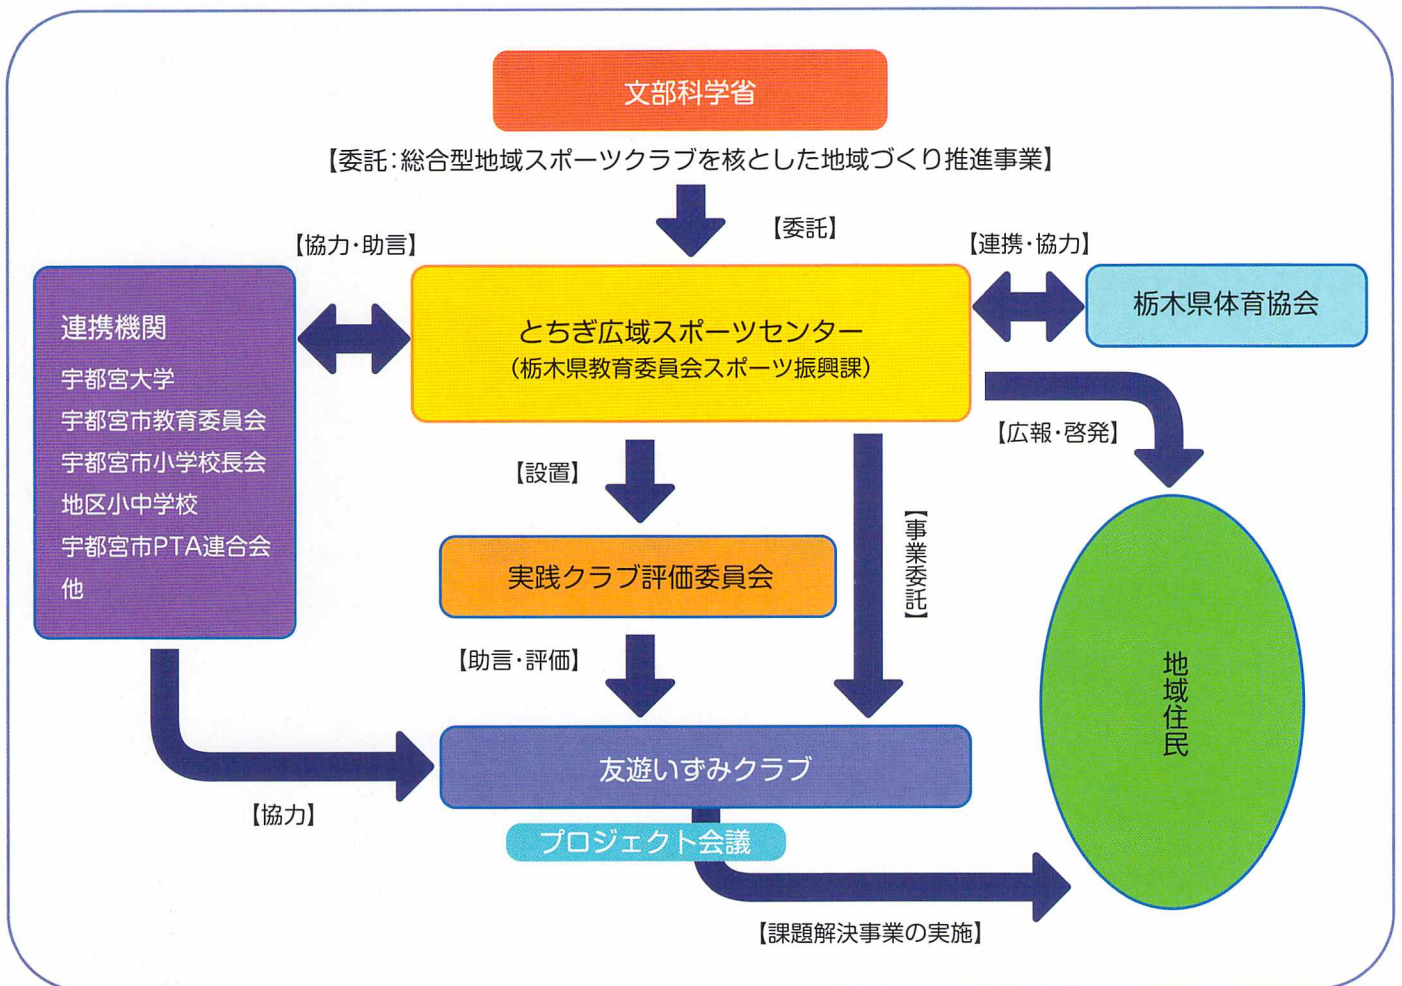 文部科学省
【委託：総合型地域スポーツクラブを核とした地域づくり推進事業】
【委託】
【協力・助言】
【連携・協力】
連携機関
宇都宮大学
宇都宮市教育委員会
宇都宮市小学校長会
地区小中学校
宇都宮市PTA連合会
他
とちぎ広域スポーツセンター
（栃木県教育委員会スポーツ振興課）
栃木県体育協会
【広報・啓発】
【設置】
【事業委託】
実践クラブ評価委員会
【助言・評価】
地域住民
友遊いずみクラブ
【協力】
プロジェクト会議
【課題解決事業の実施】